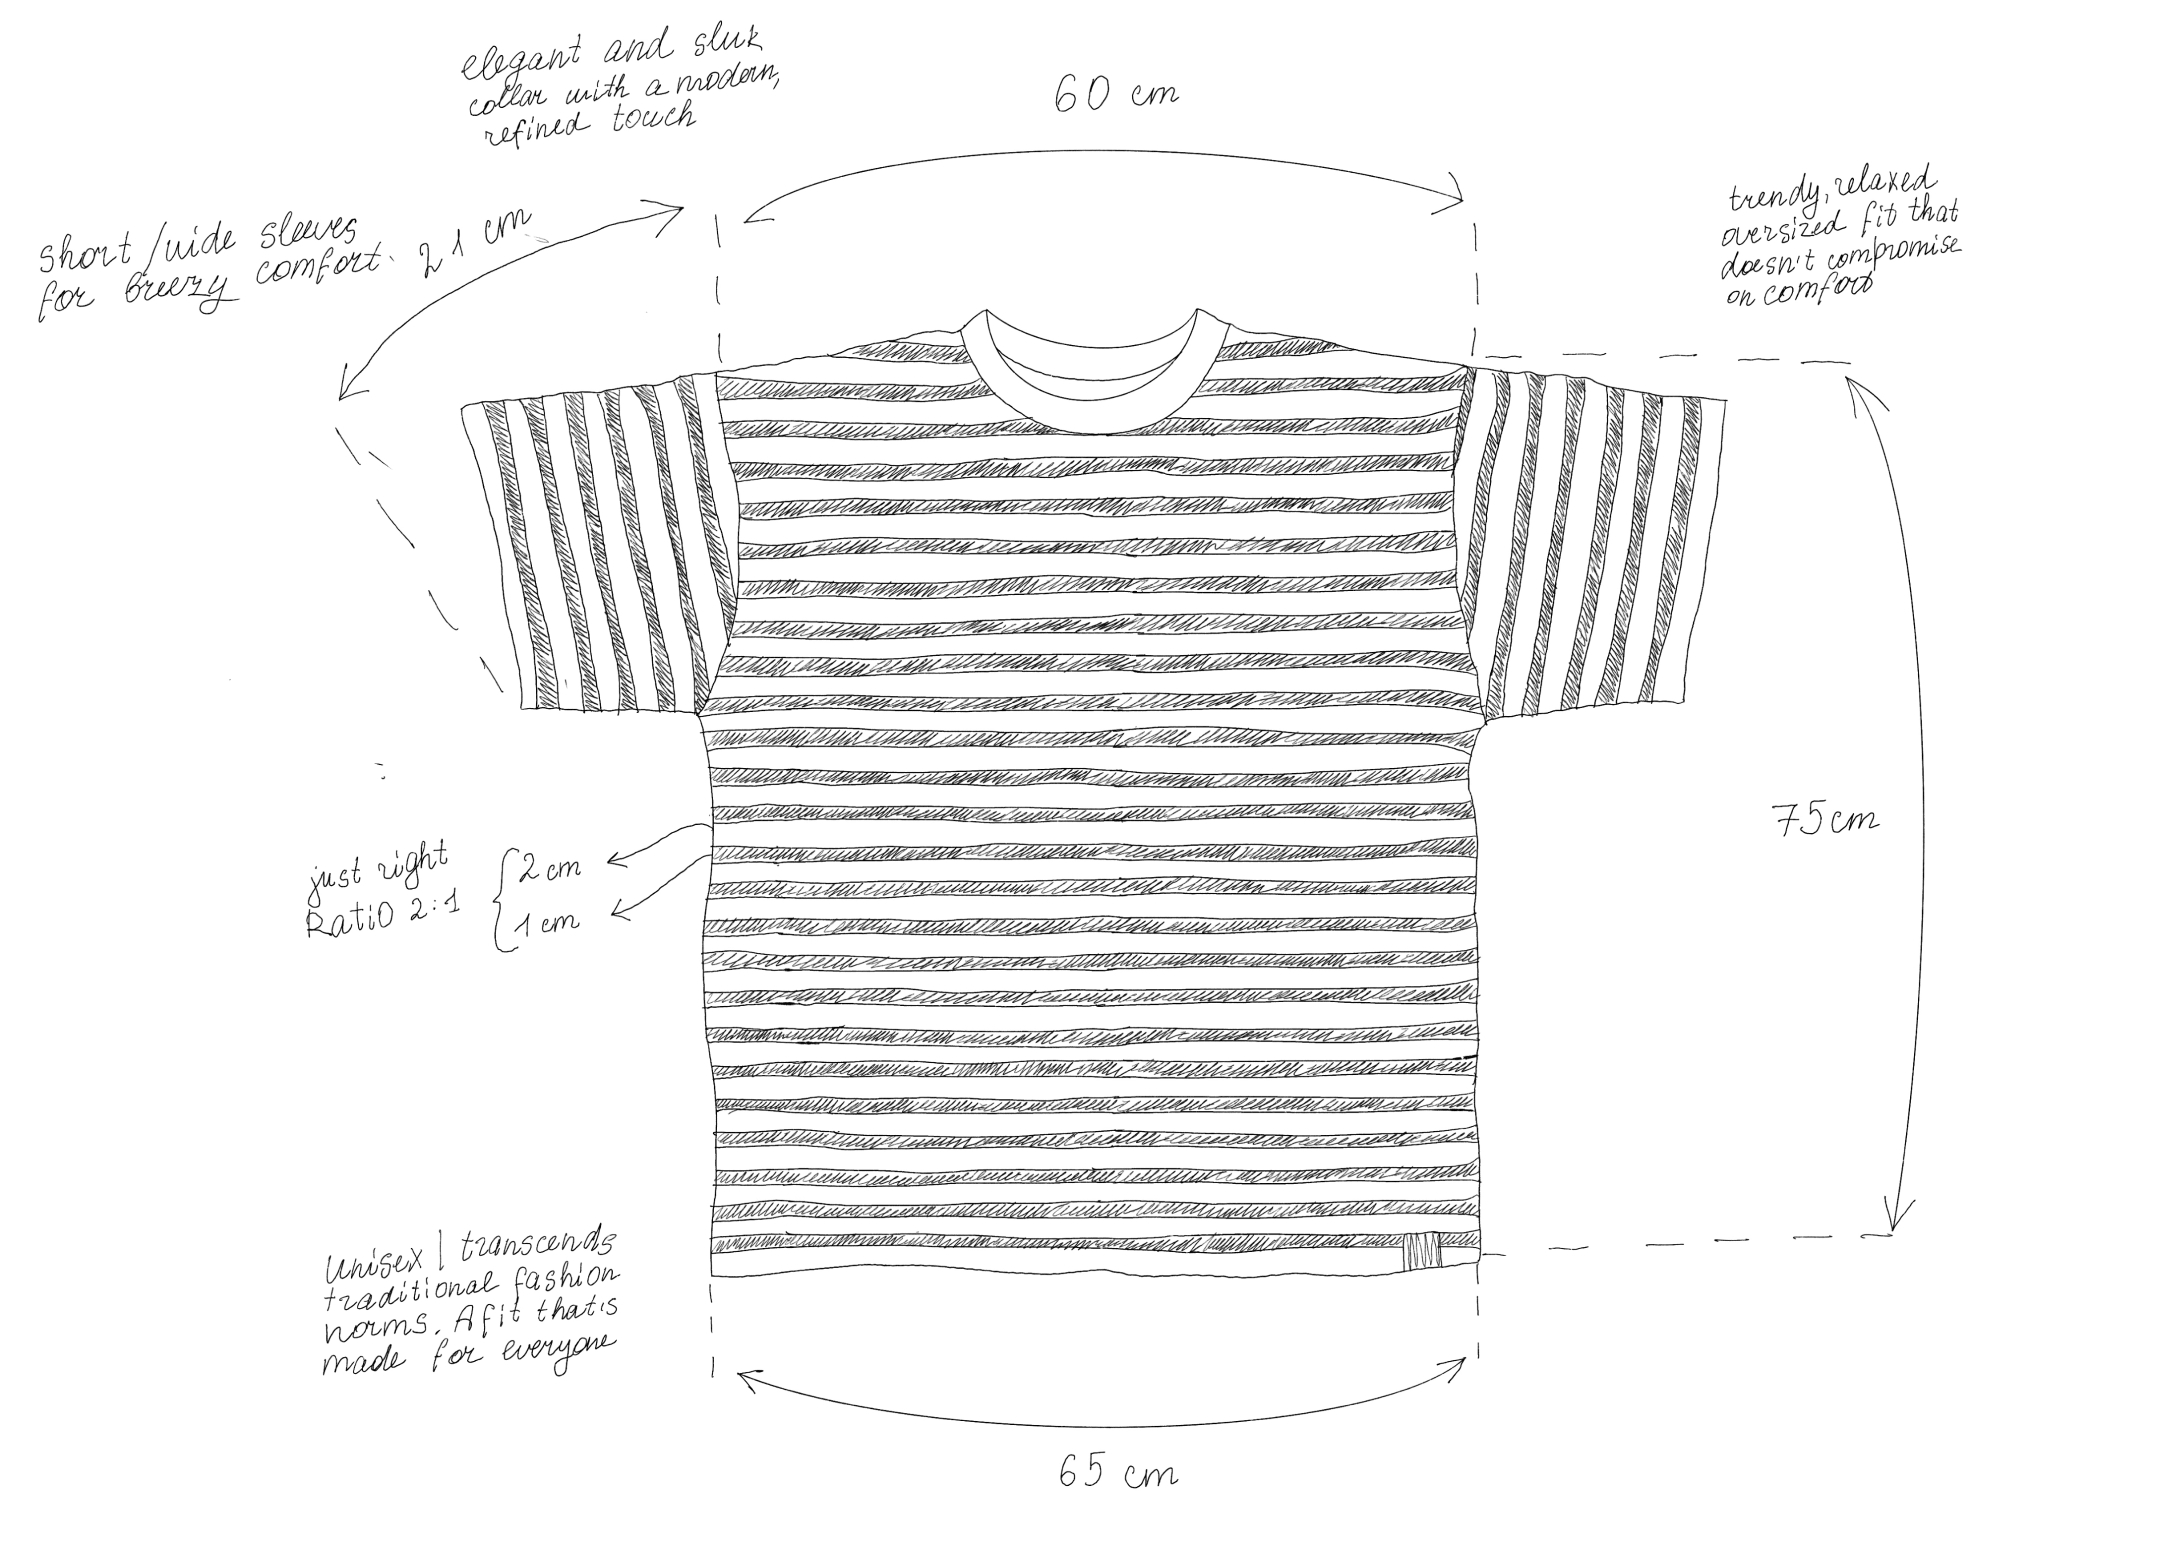 elegant and sleek
collar with a modern,
refined touch
60 cm
short/wide sleeves
for breezy comfort.
21 cm
trendy, relaxed
oversized fit that
doesn't compromise
on comfort
75cm
just right
Ratio 2:1
2 cm
1 cm
Unisex | transcends
traditional fashion
norms. A fit that's
made for everyone
65 cm